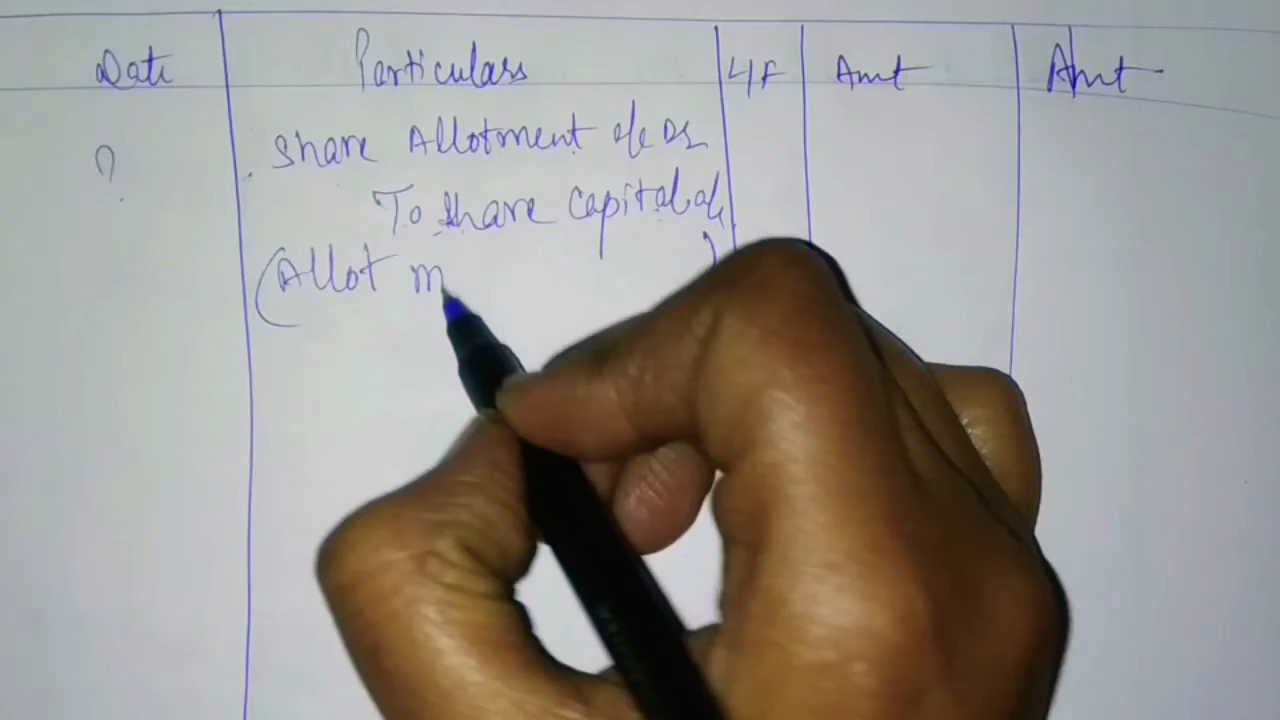 Date Particulars LF Amt Amt
? Share Allotment A/c Dr
To Share Capital A/c
(Allot m )